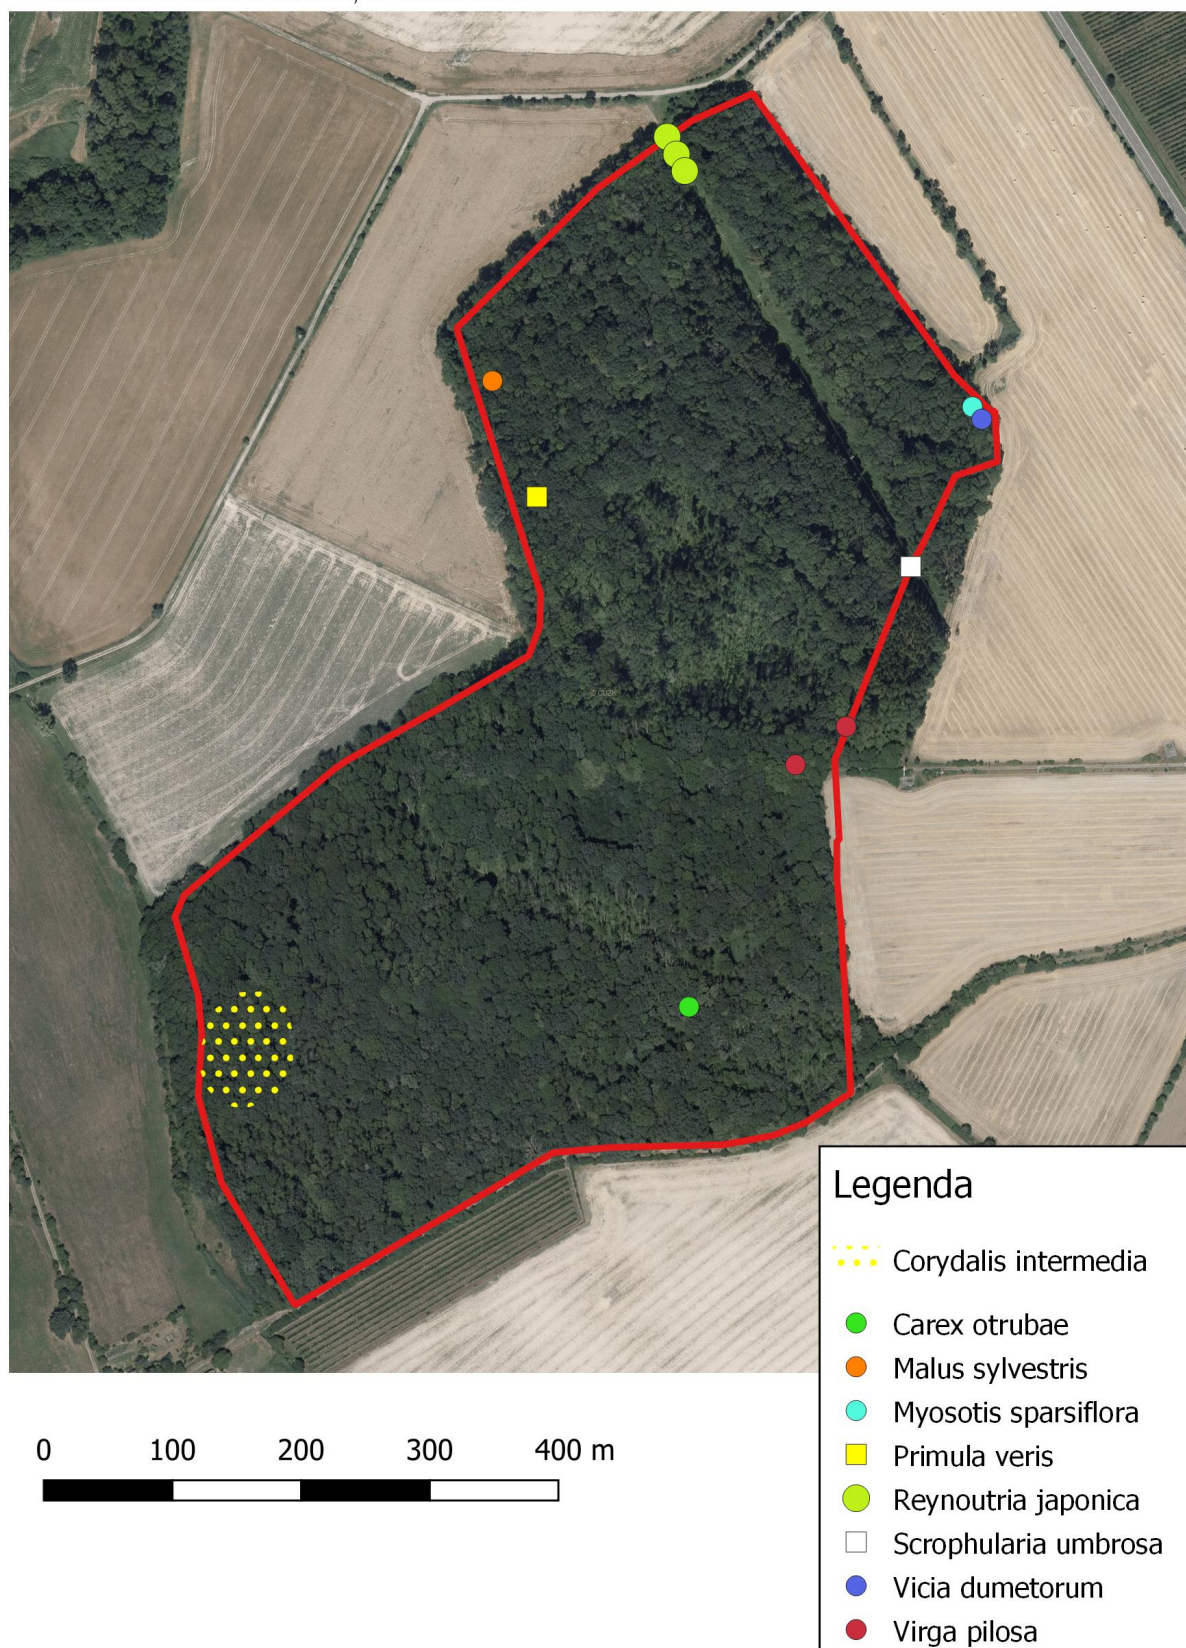 © ČÚZK
Legenda
Corydalis intermedia
Carex otrubae
Malus sylvestris
Myosotis sparsiflora
Primula veris
Reynoutria japonica
Scrophularia umbrosa
Vicia dumetorum
Virga pilosa
0 100 200 300 400 m